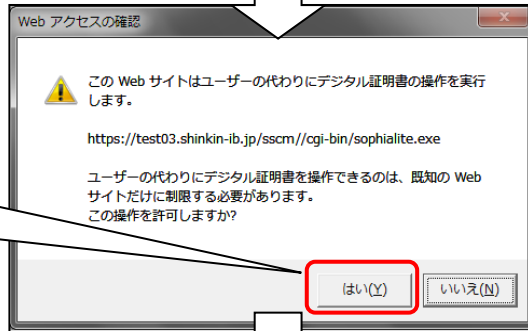 Web アクセスの確認
この Web サイトはユーザーの代わりにデジタル証明書の操作を実行
します。
https://test03.shinkin-ib.jp/sscm//cgi-bin/sophialite.exe
ユーザーの代わりにデジタル証明書を操作できるのは、既知の Web
サイトだけに制限する必要があります。
この操作を許可しますか?
はい(Y)
いいえ(N)